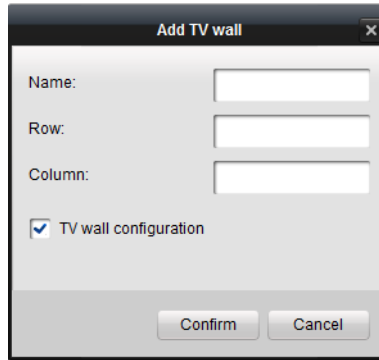 Add TV wall
Name:
Row:
Column:
TV wall configuration
Confirm Cancel